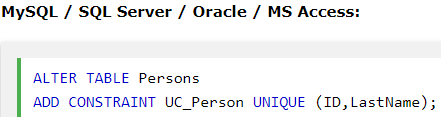 MySQL / SQL Server / Oracle / MS Access:
ALTER TABLE Persons
ADD CONSTRAINT UC_Person UNIQUE (ID,LastName);